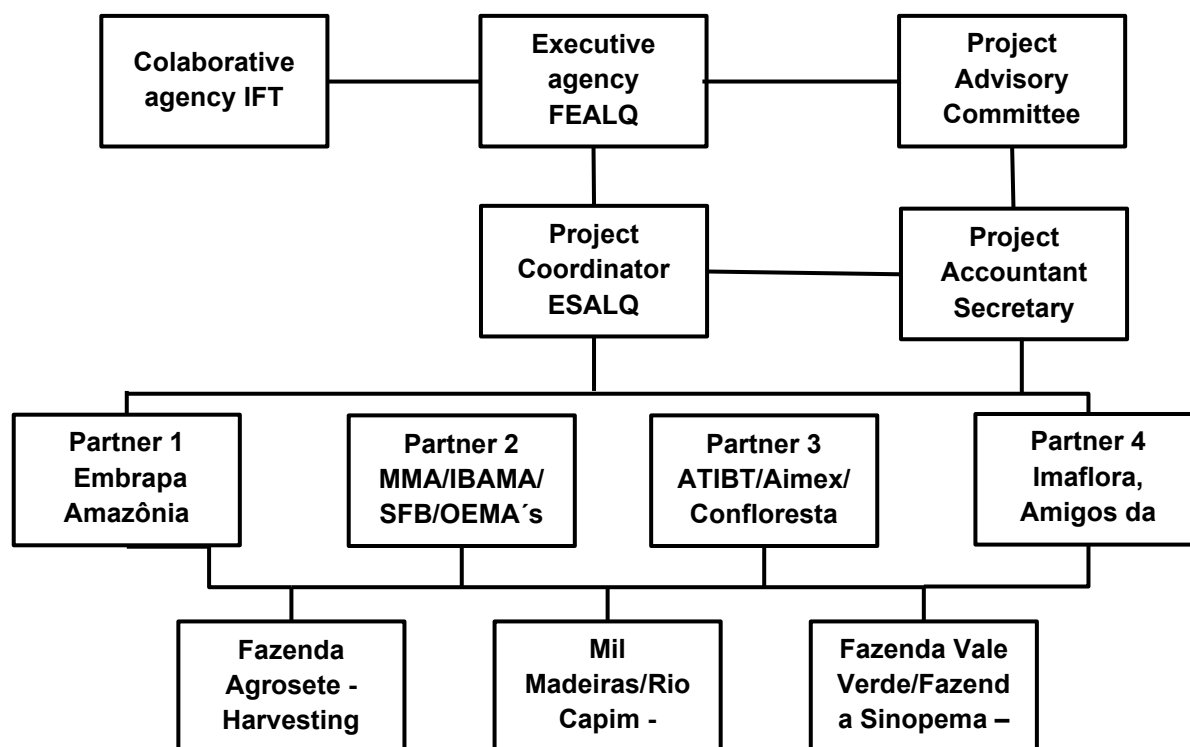 Colaborative
agency IFT
Executive
agency
FEALQ
Project
Advisory
Committee
Project
Coordinator
ESALQ
Project
Accountant
Secretary
Partner 1
Embrapa
Amazônia
Partner 2
MMA/IBAMA/
SFB/OEMA´s
Partner 3
ATIBT/Aimex/
Confloresta
Partner 4
Imaflora,
Amigos da
Fazenda
Agrosete -
Harvesting
Mil
Madeiras/Rio
Capim -
Fazenda Vale
Verde/Fazend
a Sinopema –